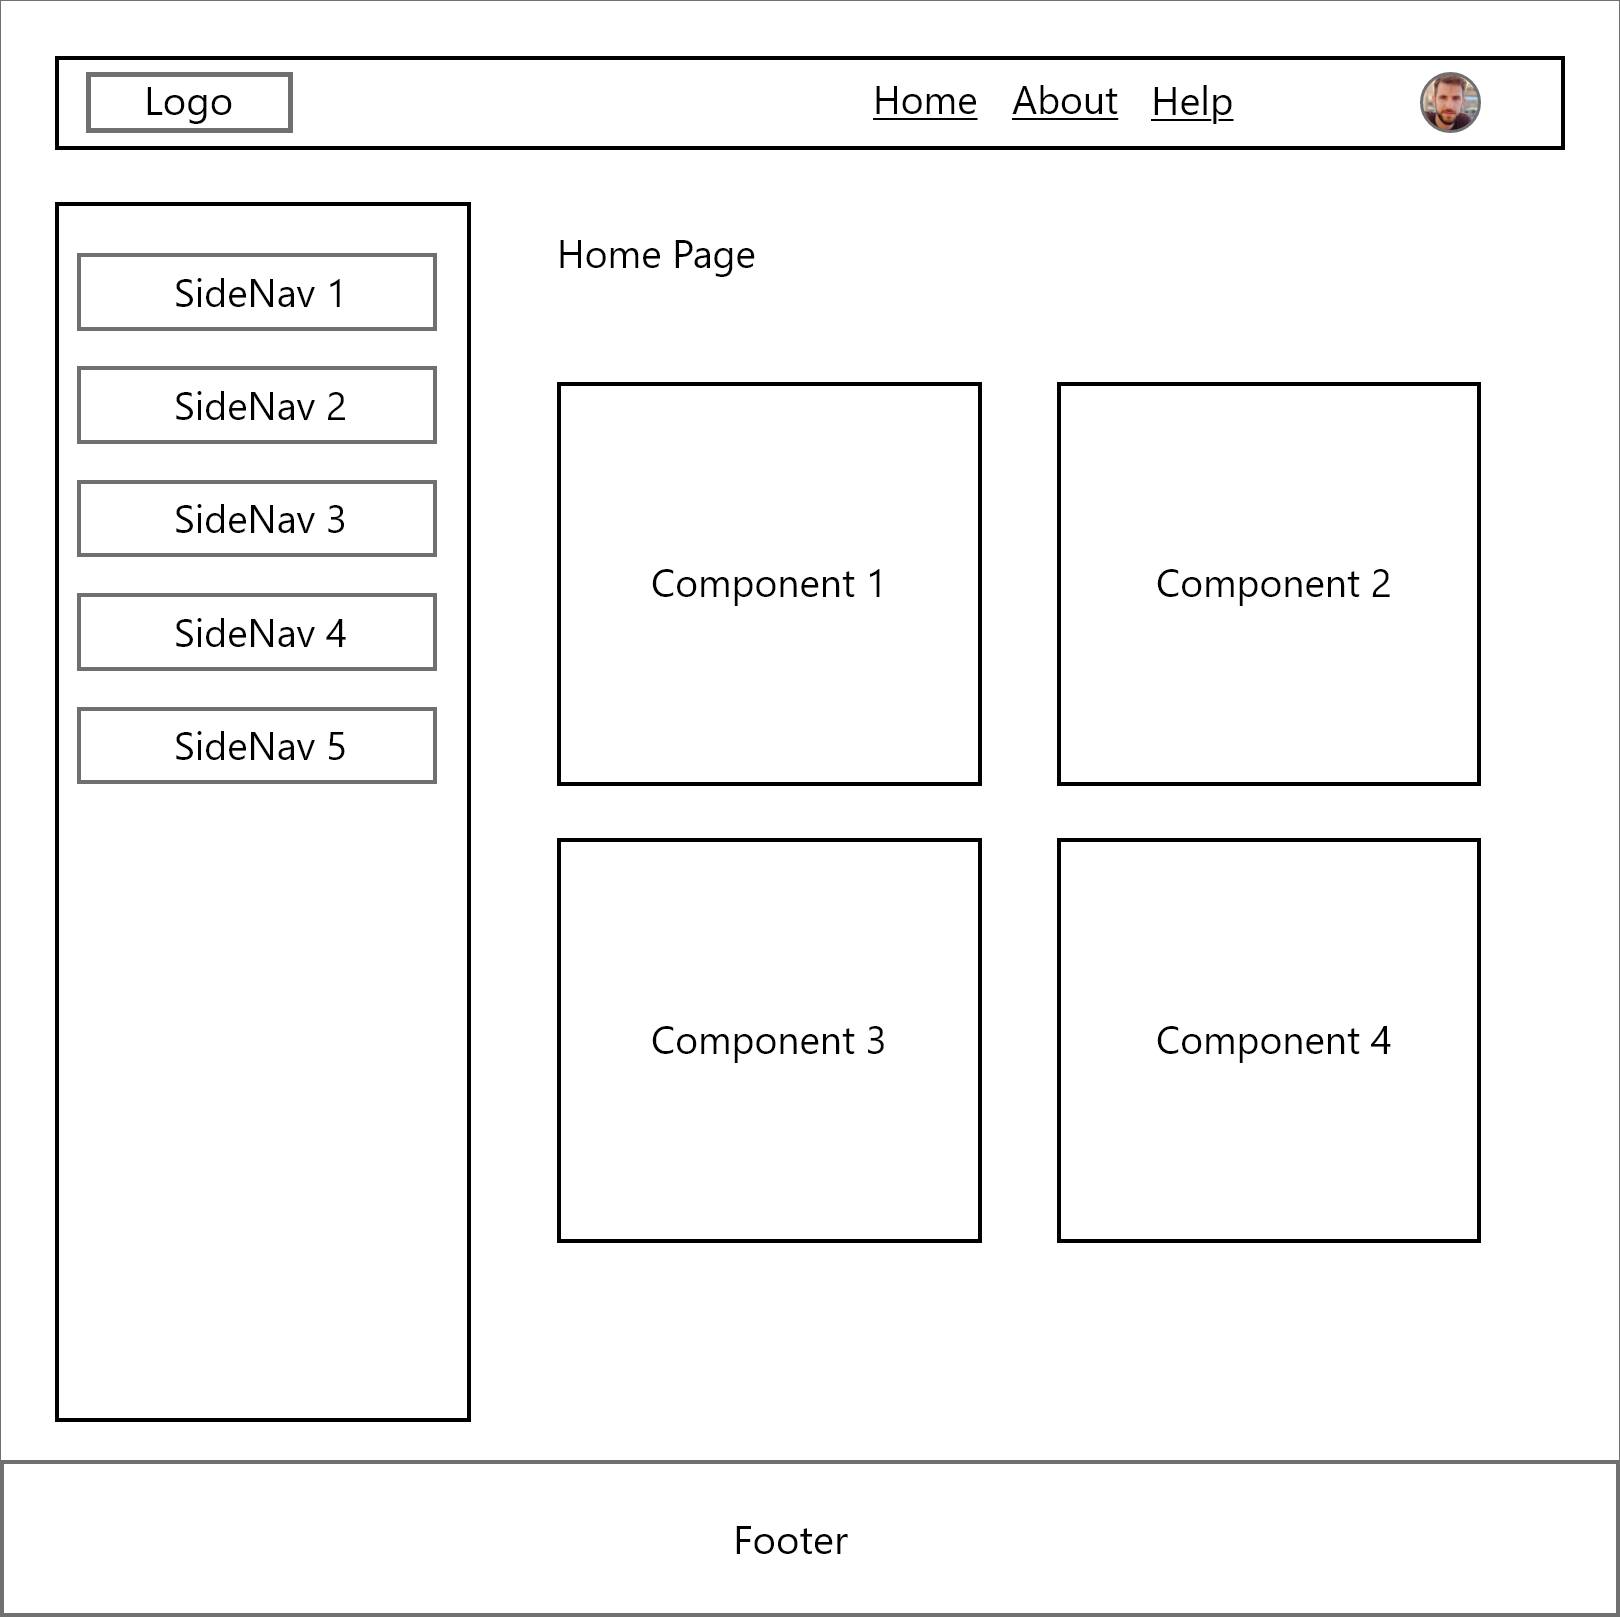 Logo
Home About Help
SideNav 1
SideNav 2
SideNav 3
SideNav 4
SideNav 5
Home Page
Component 1
Component 2
Component 3
Component 4
Footer